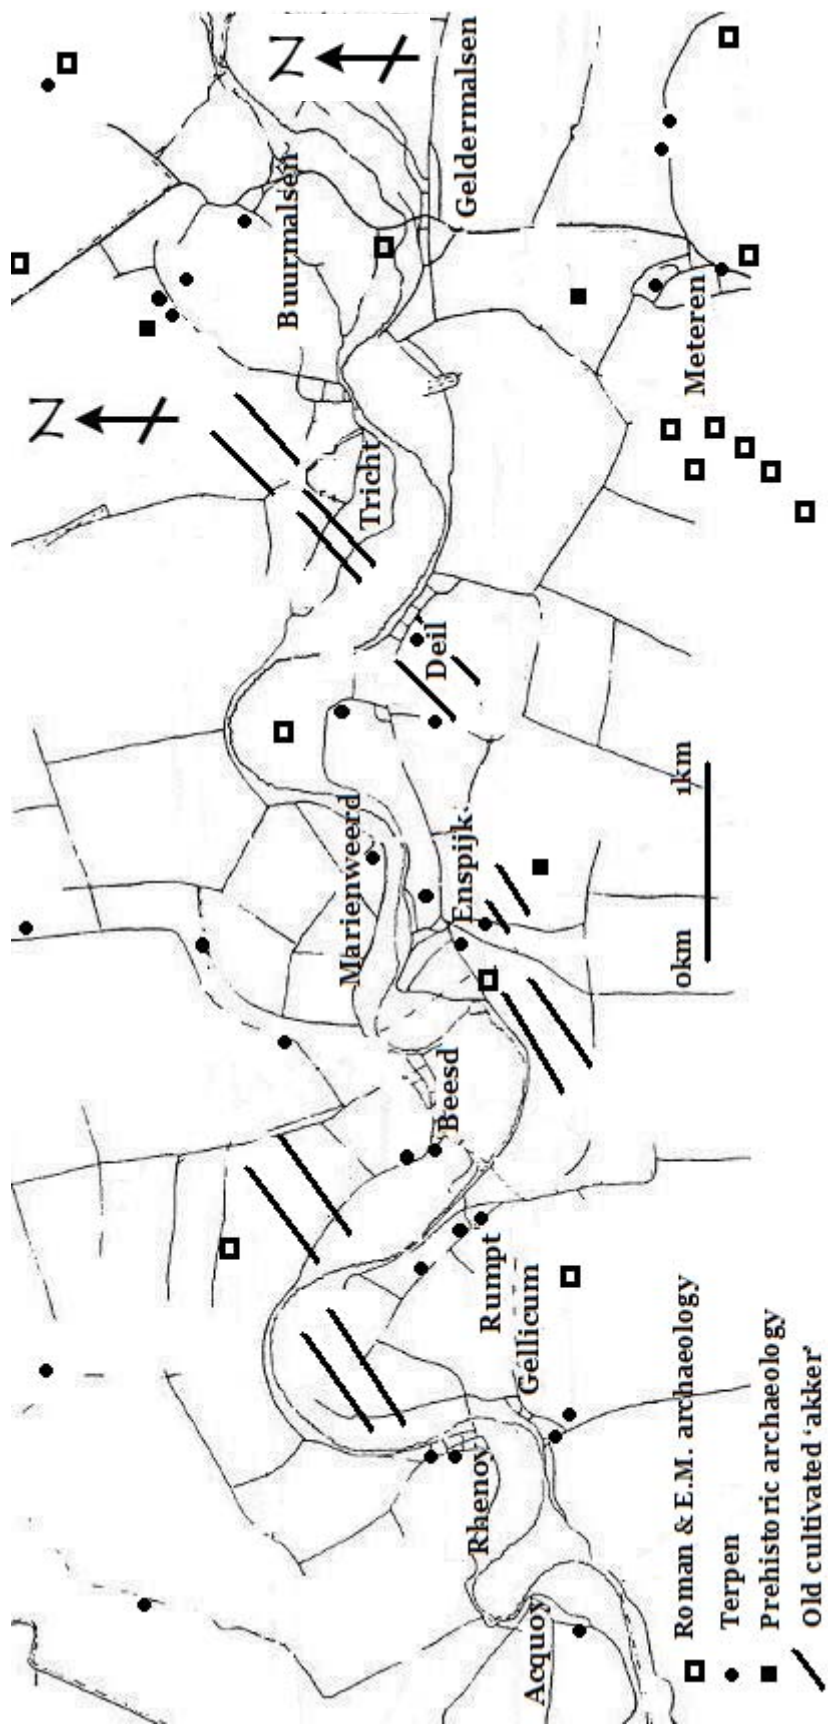 N
N
Geldermalsen
Buurmalsen
Meteren
Tricht
Deil
Marienweerd
Enspijk
Beesd
Rumpt
Gellicum
Rhenoy
Acquoy
0km
1km
Roman & E.M. archaeology
Terpen
Prehistoric archaeology
Old cultivated ‘akker’